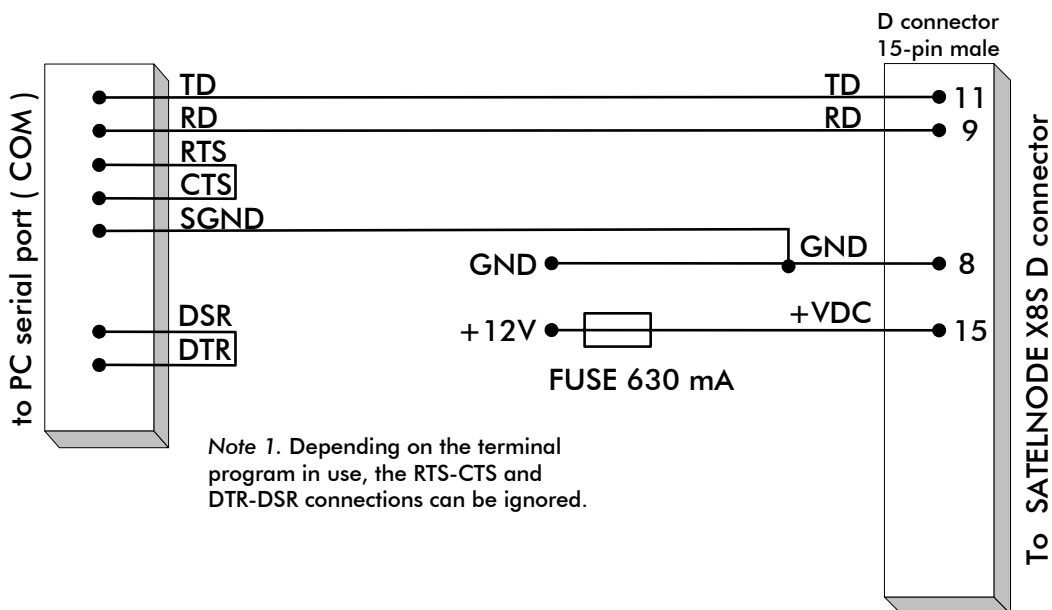 D connector
15-pin male
to PC serial port ( COM )
TD
TD
11
RD
RD
9
RTS
CTS
SGND
GND
GND
8
DSR
+12V
+VDC
15
DTR
FUSE 630 mA
Note 1. Depending on the terminal
program in use, the RTS-CTS and
DTR-DSR connections can be ignored.
To SATELNODE X8S D connector